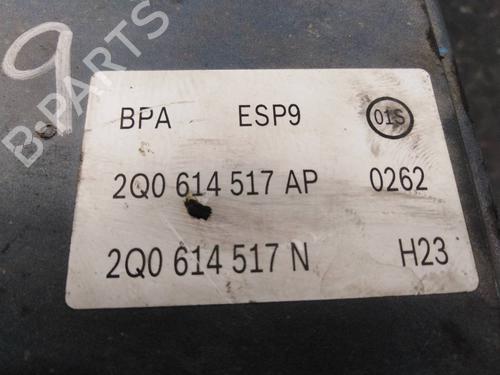 9
B-PARTS
BPA ESP9 01S
2Q0 614 517 AP 0262
2Q0 614 517 N H23